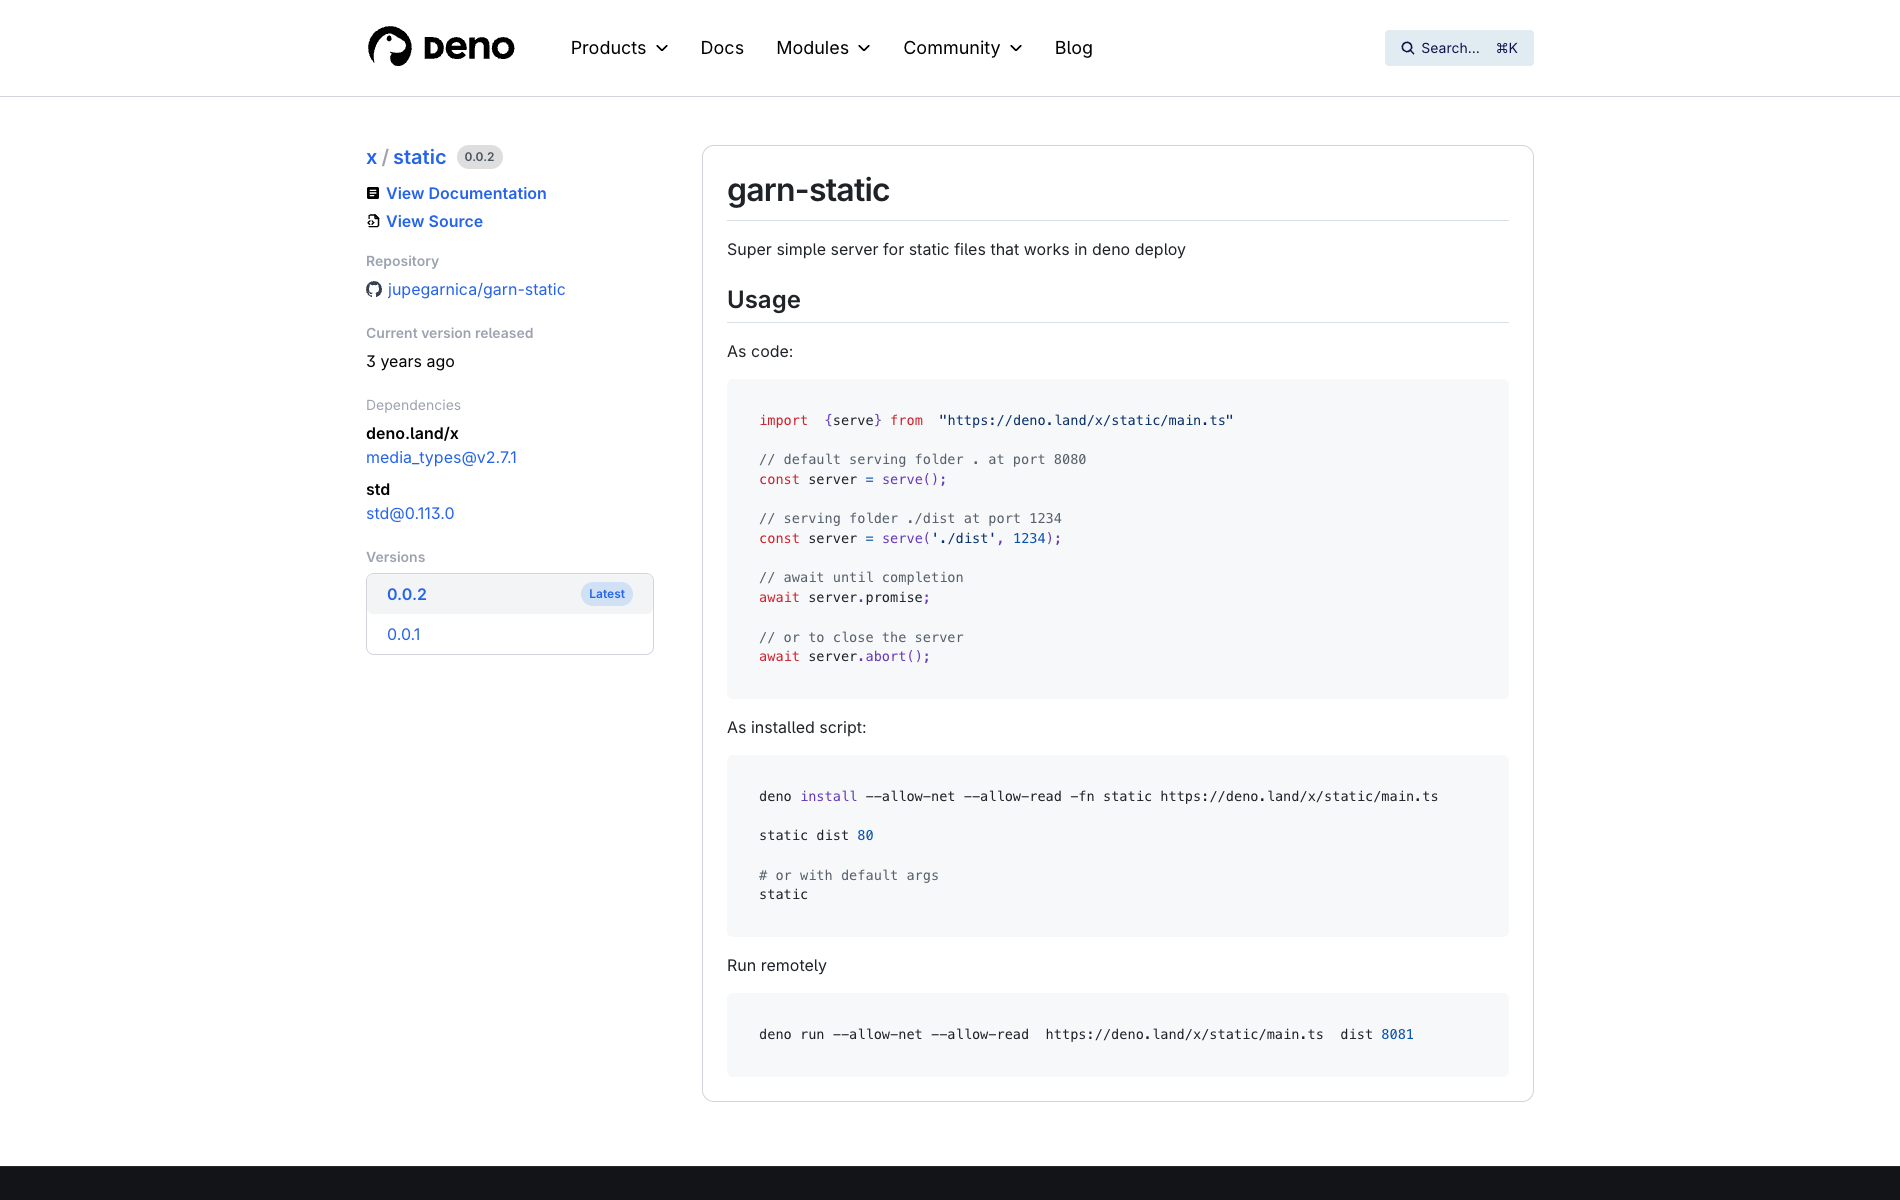 Deno
Products
Docs
Modules
Community
Blog
Search... ⌘K
x / static 0.0.2
View Documentation
View Source
Repository
jupegarnica/garn-static
Current version released
3 years ago
Dependencies
deno.land/x
media_types@v2.7.1
std
std@0.113.0
Versions
0.0.2 Latest
0.0.1
garn-static
Super simple server for static files that works in deno deploy
Usage
As code:
import  {serve} from  "https://deno.land/x/static/main.ts"
// default serving folder . at port 8080
const server = serve();
// serving folder ./dist at port 1234
const server = serve('./dist', 1234);
// await until completion
await server.promise;
// or to close the server
await server.abort();
As installed script:
deno install --allow-net --allow-read -fn static https://deno.land/x/static/main.ts
static dist 80
# or with default args
static
Run remotely
deno run --allow-net --allow-read  https://deno.land/x/static/main.ts  dist 8081